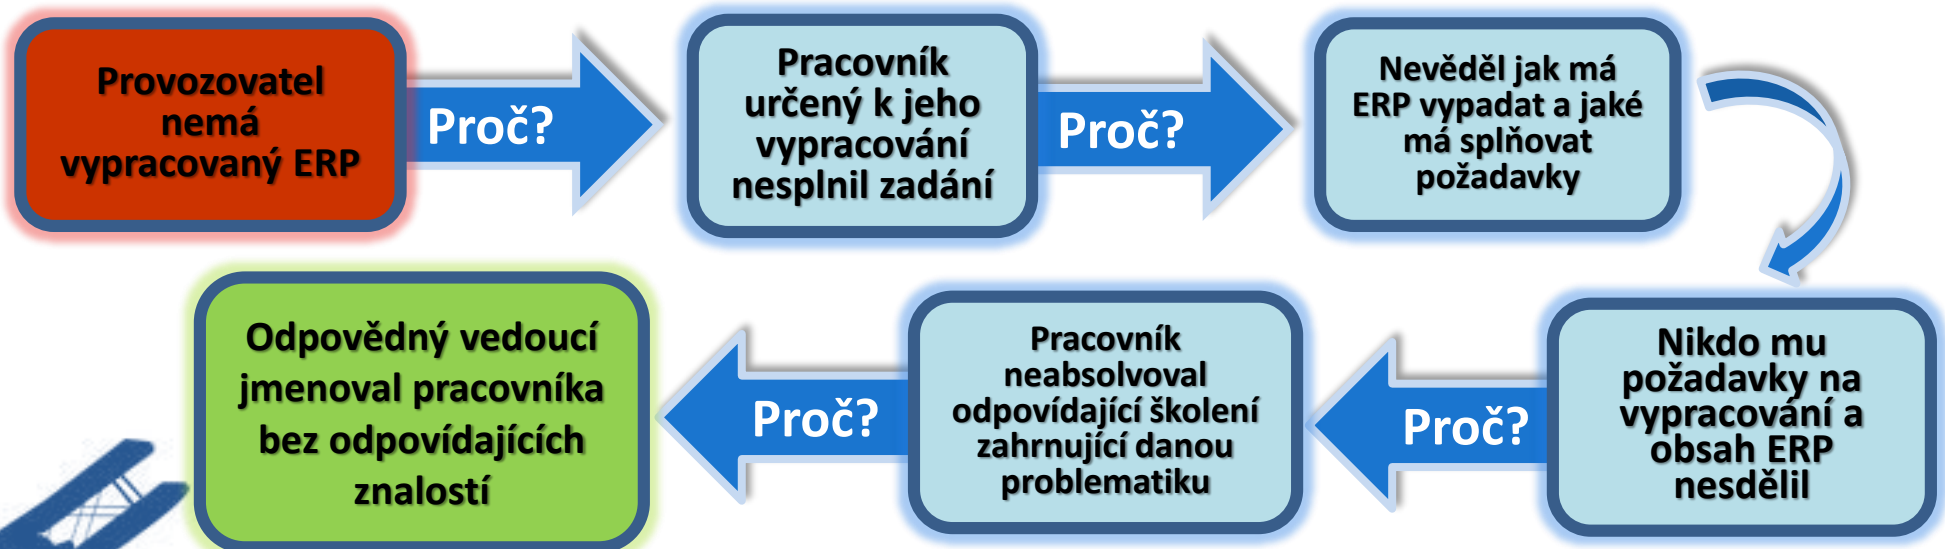 Provozovatel
nemá
vypracovaný ERP
Proč?
Pracovník
určený k jeho
vypracování
nesplnil zadání
Proč?
Nevěděl jak má
ERP vypadat a jaké
má splňovat
požadavky
Nikdo mu
požadavky na
vypracování a
obsah ERP
nesdělil
Proč?
Pracovník
neabsolvoval
odpovídající školení
zahrnující danou
problematiku
Proč?
Odpovědný vedoucí
jmenoval pracovníka
bez odpovídajících
znalostí